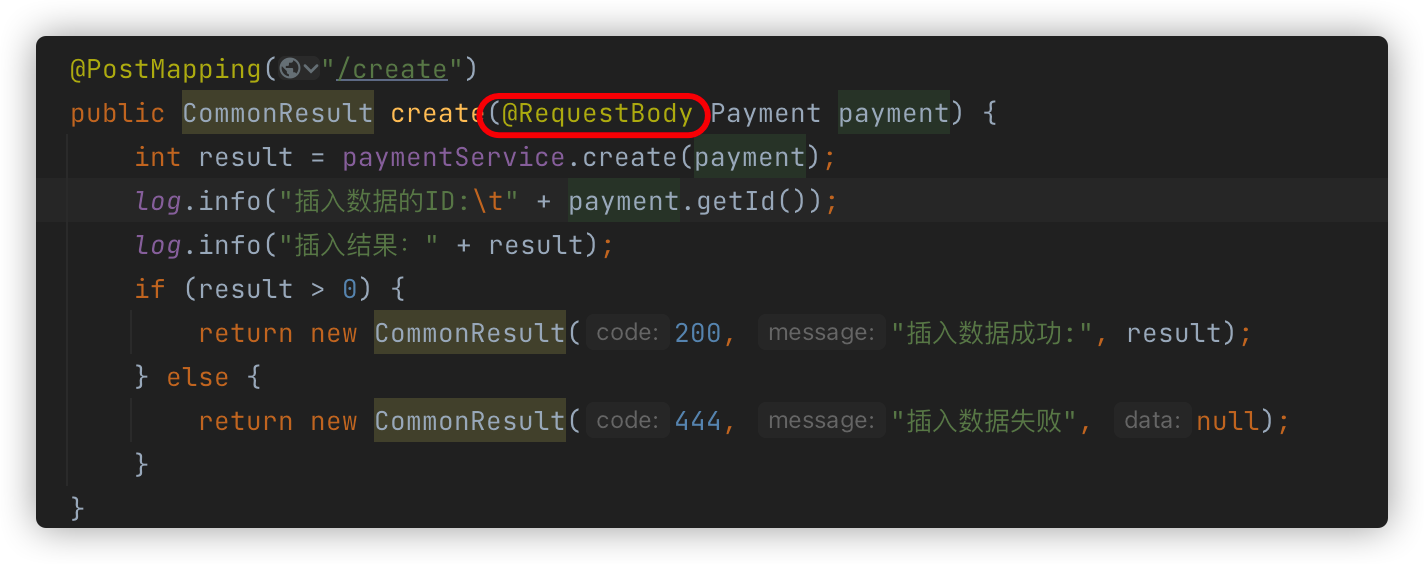 @PostMapping("/create")
public CommonResult create(@RequestBody Payment payment) {
int result = paymentService.create(payment);
log.info("插入数据的ID:\t" + payment.getId());
log.info("插入结果：" + result);
if (result > 0) {
return new CommonResult( code: 200, message: "插入数据成功:", result);
} else {
return new CommonResult( code: 444, message: "插入数据失败", data: null);
}
}